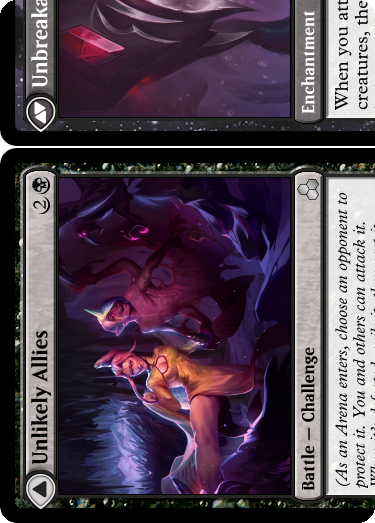 Unbreaka
Enchantment
When you att
creatures, the
Unlikely Allies
2
Battle — Challenge
(As an Arena enters, choose an opponent to
protect it. You and others can attack it.